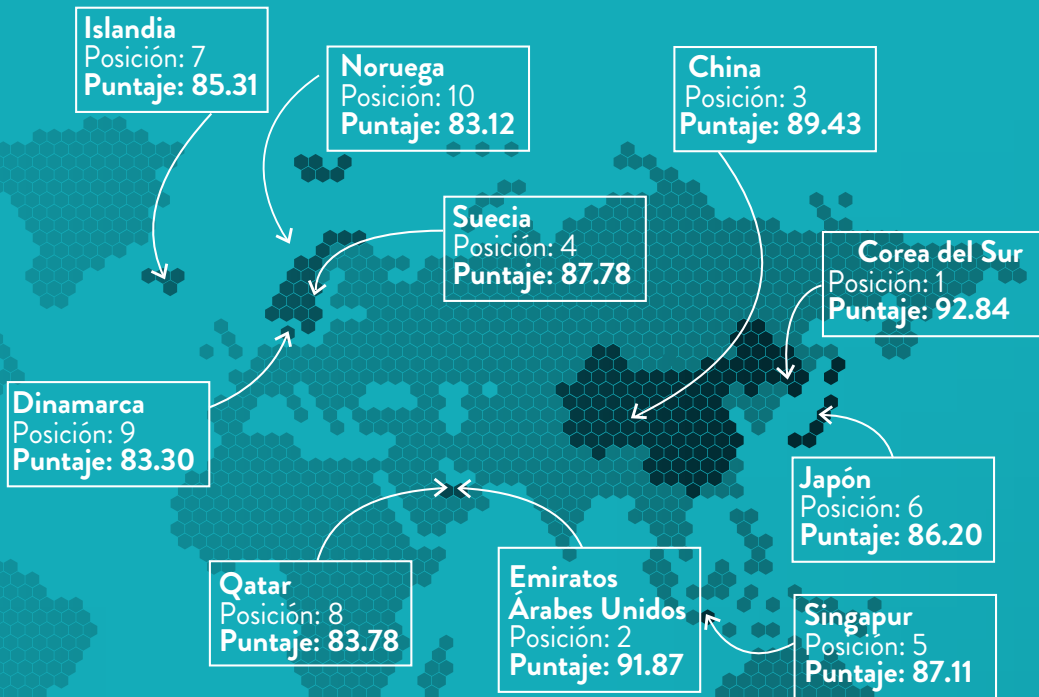 Islandia
Posición: 7
Puntaje: 85.31
Noruega
Posición: 10
Puntaje: 83.12
China
Posición: 3
Puntaje: 89.43
Suecia
Posición: 4
Puntaje: 87.78
Corea del Sur
Posición: 1
Puntaje: 92.84
Dinamarca
Posición: 9
Puntaje: 83.30
Japón
Posición: 6
Puntaje: 86.20
Qatar
Posición: 8
Puntaje: 83.78
Emiratos
Árabes Unidos
Posición: 2
Puntaje: 91.87
Singapur
Posición: 5
Puntaje: 87.11